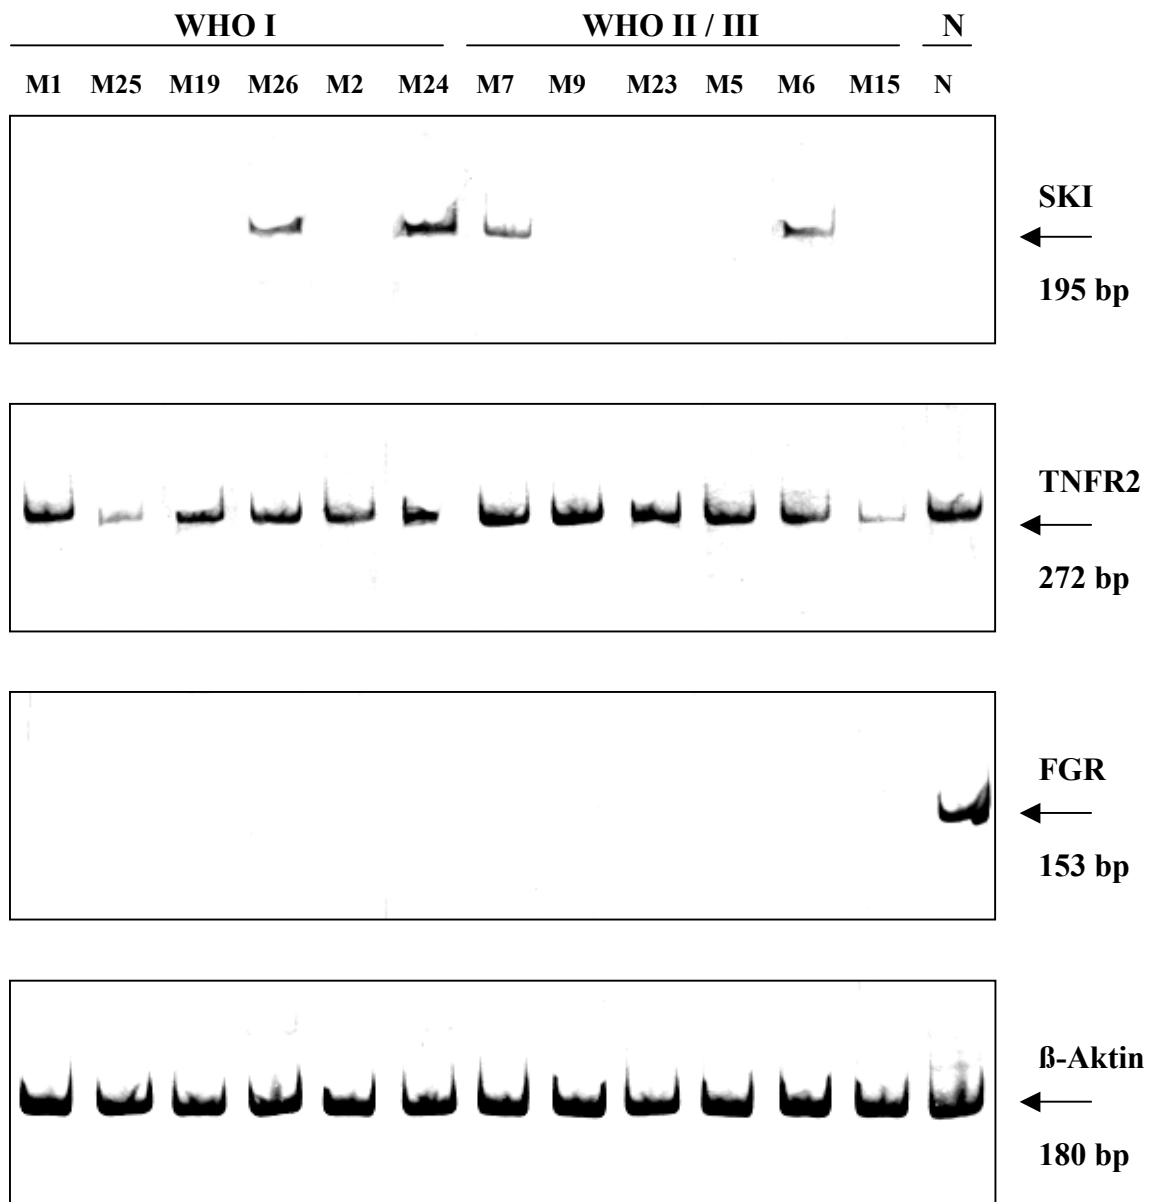 WHO I WHO II / III N
M1 M25 M19 M26 M2 M24 M7 M9 M23 M5 M6 M15 N
SKI
195 bp
TNFR2
272 bp
FGR
153 bp
ß-Aktin
180 bp